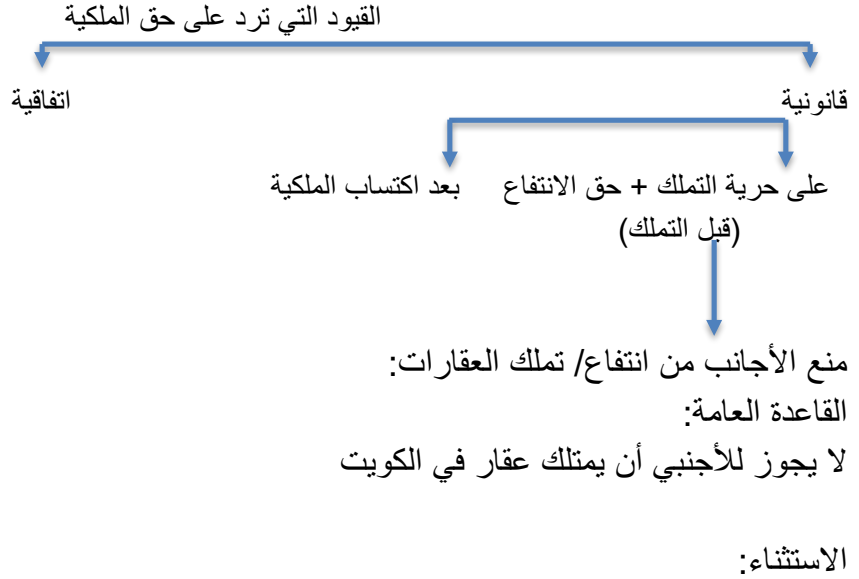 القيود التي ترد على حق الملكية
قانونية
اتفاقية
على حرية التملك + حق الانتفاع
(قبل التملك)
بعد اكتساب الملكية
منع الأجانب من انتفاع/ تملك العقارات:
القاعدة العامة:
لا يجوز للأجنبي أن يمتلك عقار في الكويت
الاستثناء: